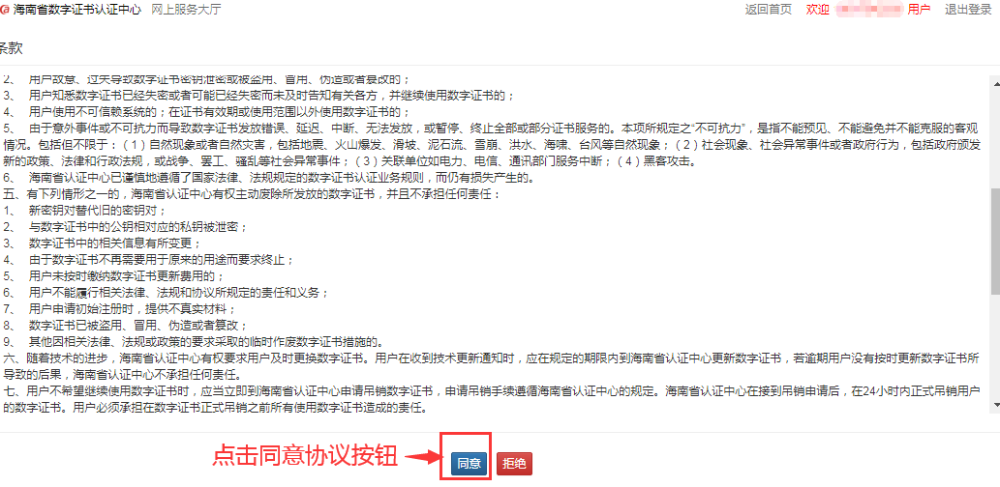 海南省数字证书认证中心 网上服务大厅 返回首页 欢迎 用户 退出登录
条款
2、 用户故意、过失导致数字证书密钥泄密或被盗用、冒用、伪造或者篡改的；
3、 用户知悉数字证书已经失密或者可能已经失密而未及时告知有关各方，并继续使用数字证书的；
4、 用户使用不可信赖系统的；在证书有效期或使用范围以外使用数字证书的；
5、 由于意外事件或不可抗力而导致数字证书发放错误、延迟、中断、无法发放，或暂停、终止全部或部分证书服务的。本项所规定之“不可抗力”，是指不能预见、不能避免并不能克服的客观
情况。包括但不限于：（1）自然现象或者自然灾害，包括地震、火山爆发、滑坡、泥石流、雪崩、洪水、海啸、台风等自然现象；（2）社会现象、社会异常事件或者政府行为，包括政府颁发
新的政策、法律和行政法规，或战争、罢工、骚乱等社会异常事件；（3）关联单位如电力、电信、通讯部门服务中断；（4）黑客攻击。
6、 海南省认证中心已谨慎地遵循了国家法律、法规规定的数字证书认证业务规则，而仍有损失产生的。
五、有下列情形之一的，海南省认证中心有权主动废除所发放的数字证书，并且不承担任何责任：
1、 新密钥对替代旧的密钥对；
2、 与数字证书中的公钥相对应的私钥被泄密；
3、 数字证书中的相关信息有所变更；
4、 由于数字证书不再需要用于原来的用途而要求终止；
5、 用户未按时缴纳数字证书更新费用的；
6、 用户不能履行相关法律、法规和协议所规定的责任和义务；
7、 用户申请初始注册时，提供不真实材料；
8、 数字证书已被盗用、冒用、伪造或者篡改；
9、 其他因相关法律、法规或政策的要求采取的临时作废数字证书措施的。
六、随着技术的进步，海南省认证中心有权要求用户及时更换数字证书。用户在收到技术更新通知时，应在规定的期限内到海南省认证中心更新数字证书，若逾期用户没有按时更新数字证书所
导致的后果，海南省认证中心不承担任何责任。
七、用户不希望继续使用数字证书时，应当立即到海南省认证中心申请吊销数字证书，申请吊销手续遵循海南省认证中心的规定。海南省认证中心在接到吊销申请后，在24小时内正式吊销用户
的数字证书。用户必须承担在数字证书正式吊销之前所有使用数字证书造成的责任。
点击同意协议按钮 同意 拒绝